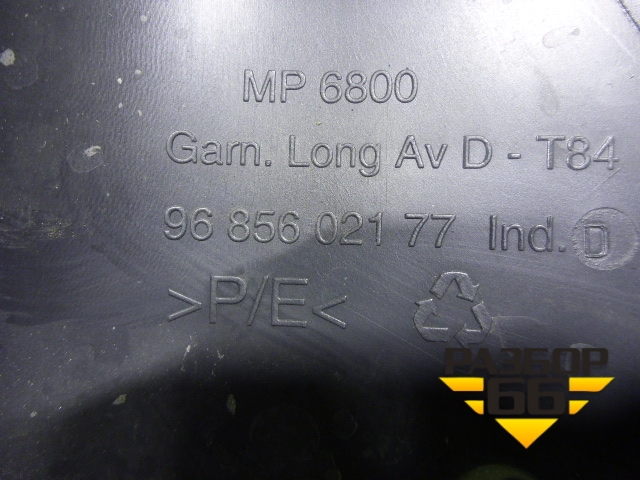 MP 6800
Garn. Long Av D - T84
96 856 021 77 Ind. D
>P/E<
РАЗБОР
66